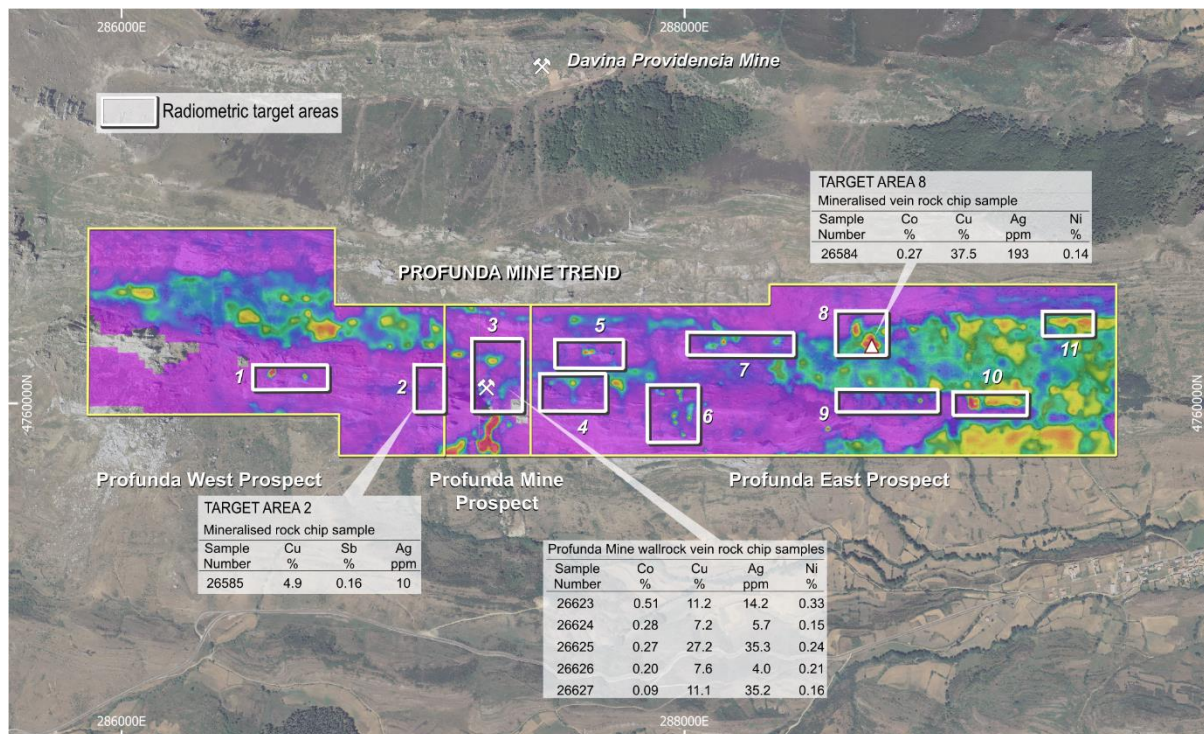 286000E
288000E
Davina Providencia Mine
Radiometric target areas
TARGET AREA 8
Mineralised vein rock chip sample
Sample Number Co % Cu % Ag ppm Ni %
26584 0.27 37.5 193 0.14
PROFUNDA MINE TREND
1
2
3
4
5
6
7
8
9
10
11
4760000N
4760000N
Profunda West Prospect
Profunda Mine
Prospect
Profunda East Prospect
TARGET AREA 2
Mineralised rock chip sample
Sample Number Cu % Sb % Ag ppm
26585 4.9 0.16 10
Profunda Mine wallrock vein rock chip samples
Sample Number Co % Cu % Ag ppm Ni %
26623 0.51 11.2 14.2 0.33
26624 0.28 7.2 5.7 0.15
26625 0.27 27.2 35.3 0.24
26626 0.20 7.6 4.0 0.21
26627 0.09 11.1 35.2 0.16
286000E
288000E